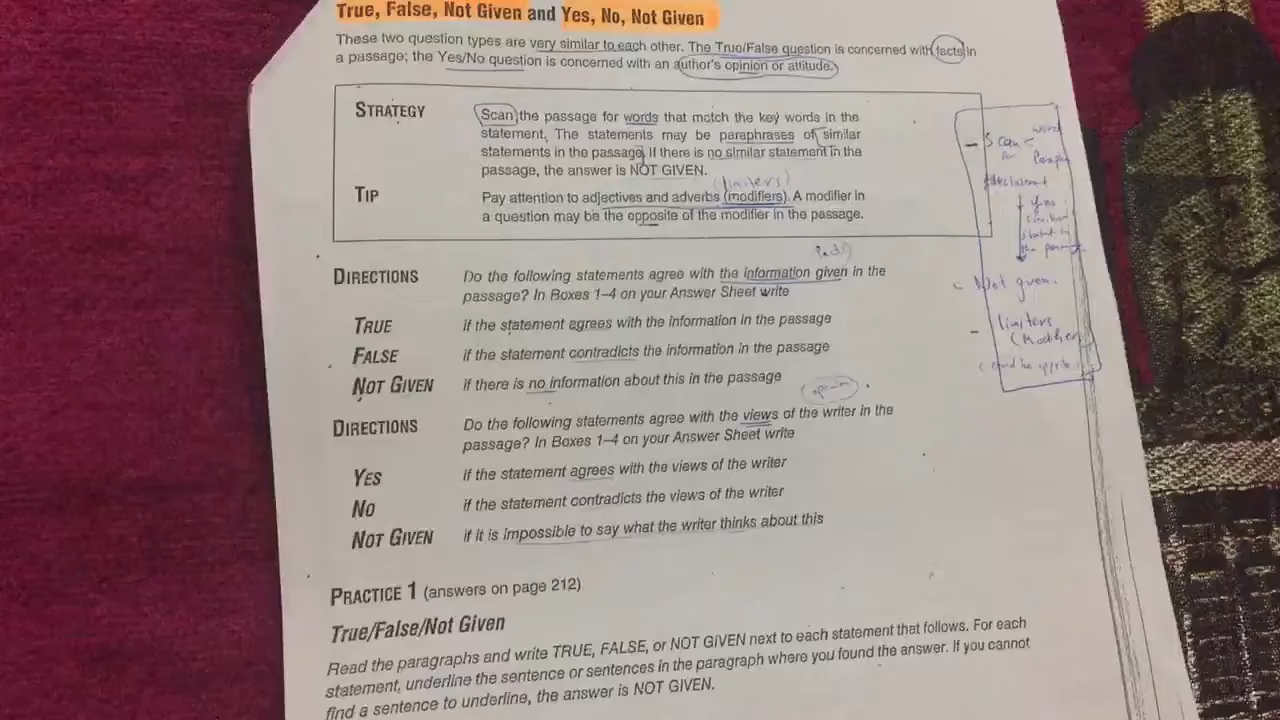 True, False, Not Given and Yes, No, Not Given
These two question types are very similar to each other. The True/False question is concerned with facts in
a passage; the Yes/No question is concerned with an author's opinion or attitude.
STRATEGY
Scan the passage for words that match the key words in the
statement. The statements may be paraphrases of similar
statements in the passage. If there is no similar statement in the
passage, the answer is NOT GIVEN.
(limiters)
TIP
Pay attention to adjectives and adverbs (modifiers). A modifier in
a question may be the opposite of the modifier in the passage.
DIRECTIONS
Do the following statements agree with the information given in the
passage? In Boxes 1–4 on your Answer Sheet write
TRUE
if the statement agrees with the information in the passage
FALSE
if the statement contradicts the information in the passage
NOT GIVEN
if there is no information about this in the passage
DIRECTIONS
Do the following statements agree with the views of the writer in the
passage? In Boxes 1–4 on your Answer Sheet write
YES
if the statement agrees with the views of the writer
NO
if the statement contradicts the views of the writer
NOT GIVEN
if it is impossible to say what the writer thinks about this
PRACTICE 1 (answers on page 212)
True/False/Not Given
Read the paragraphs and write TRUE, FALSE, or NOT GIVEN next to each statement that follows. For each
statement, underline the sentence or sentences in the paragraph where you found the answer. If you cannot
find a sentence to underline, the answer is NOT GIVEN.
- Scan
word
Not given.
- limiters